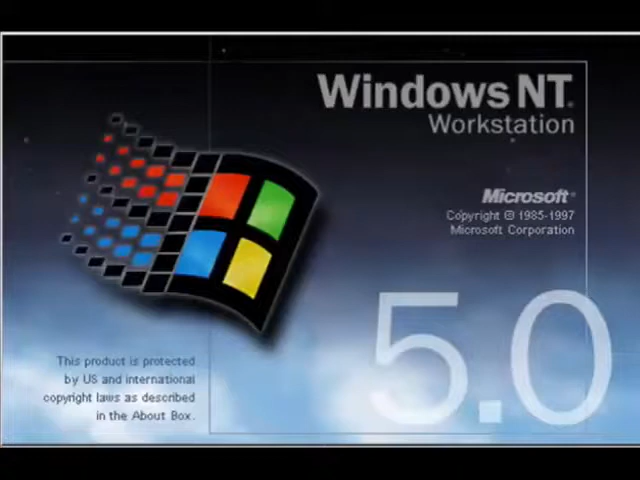 Windows NT®
Workstation
Microsoft®
Copyright © 1985-1997
Microsoft Corporation
5.0
This product is protected
by US and international
copyright laws as described
in the About Box.